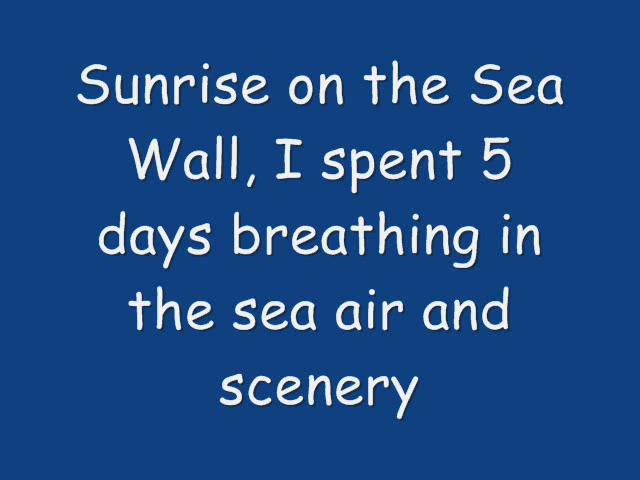 Sunrise on the Sea
Wall, I spent 5
days breathing in
the sea air and
scenery